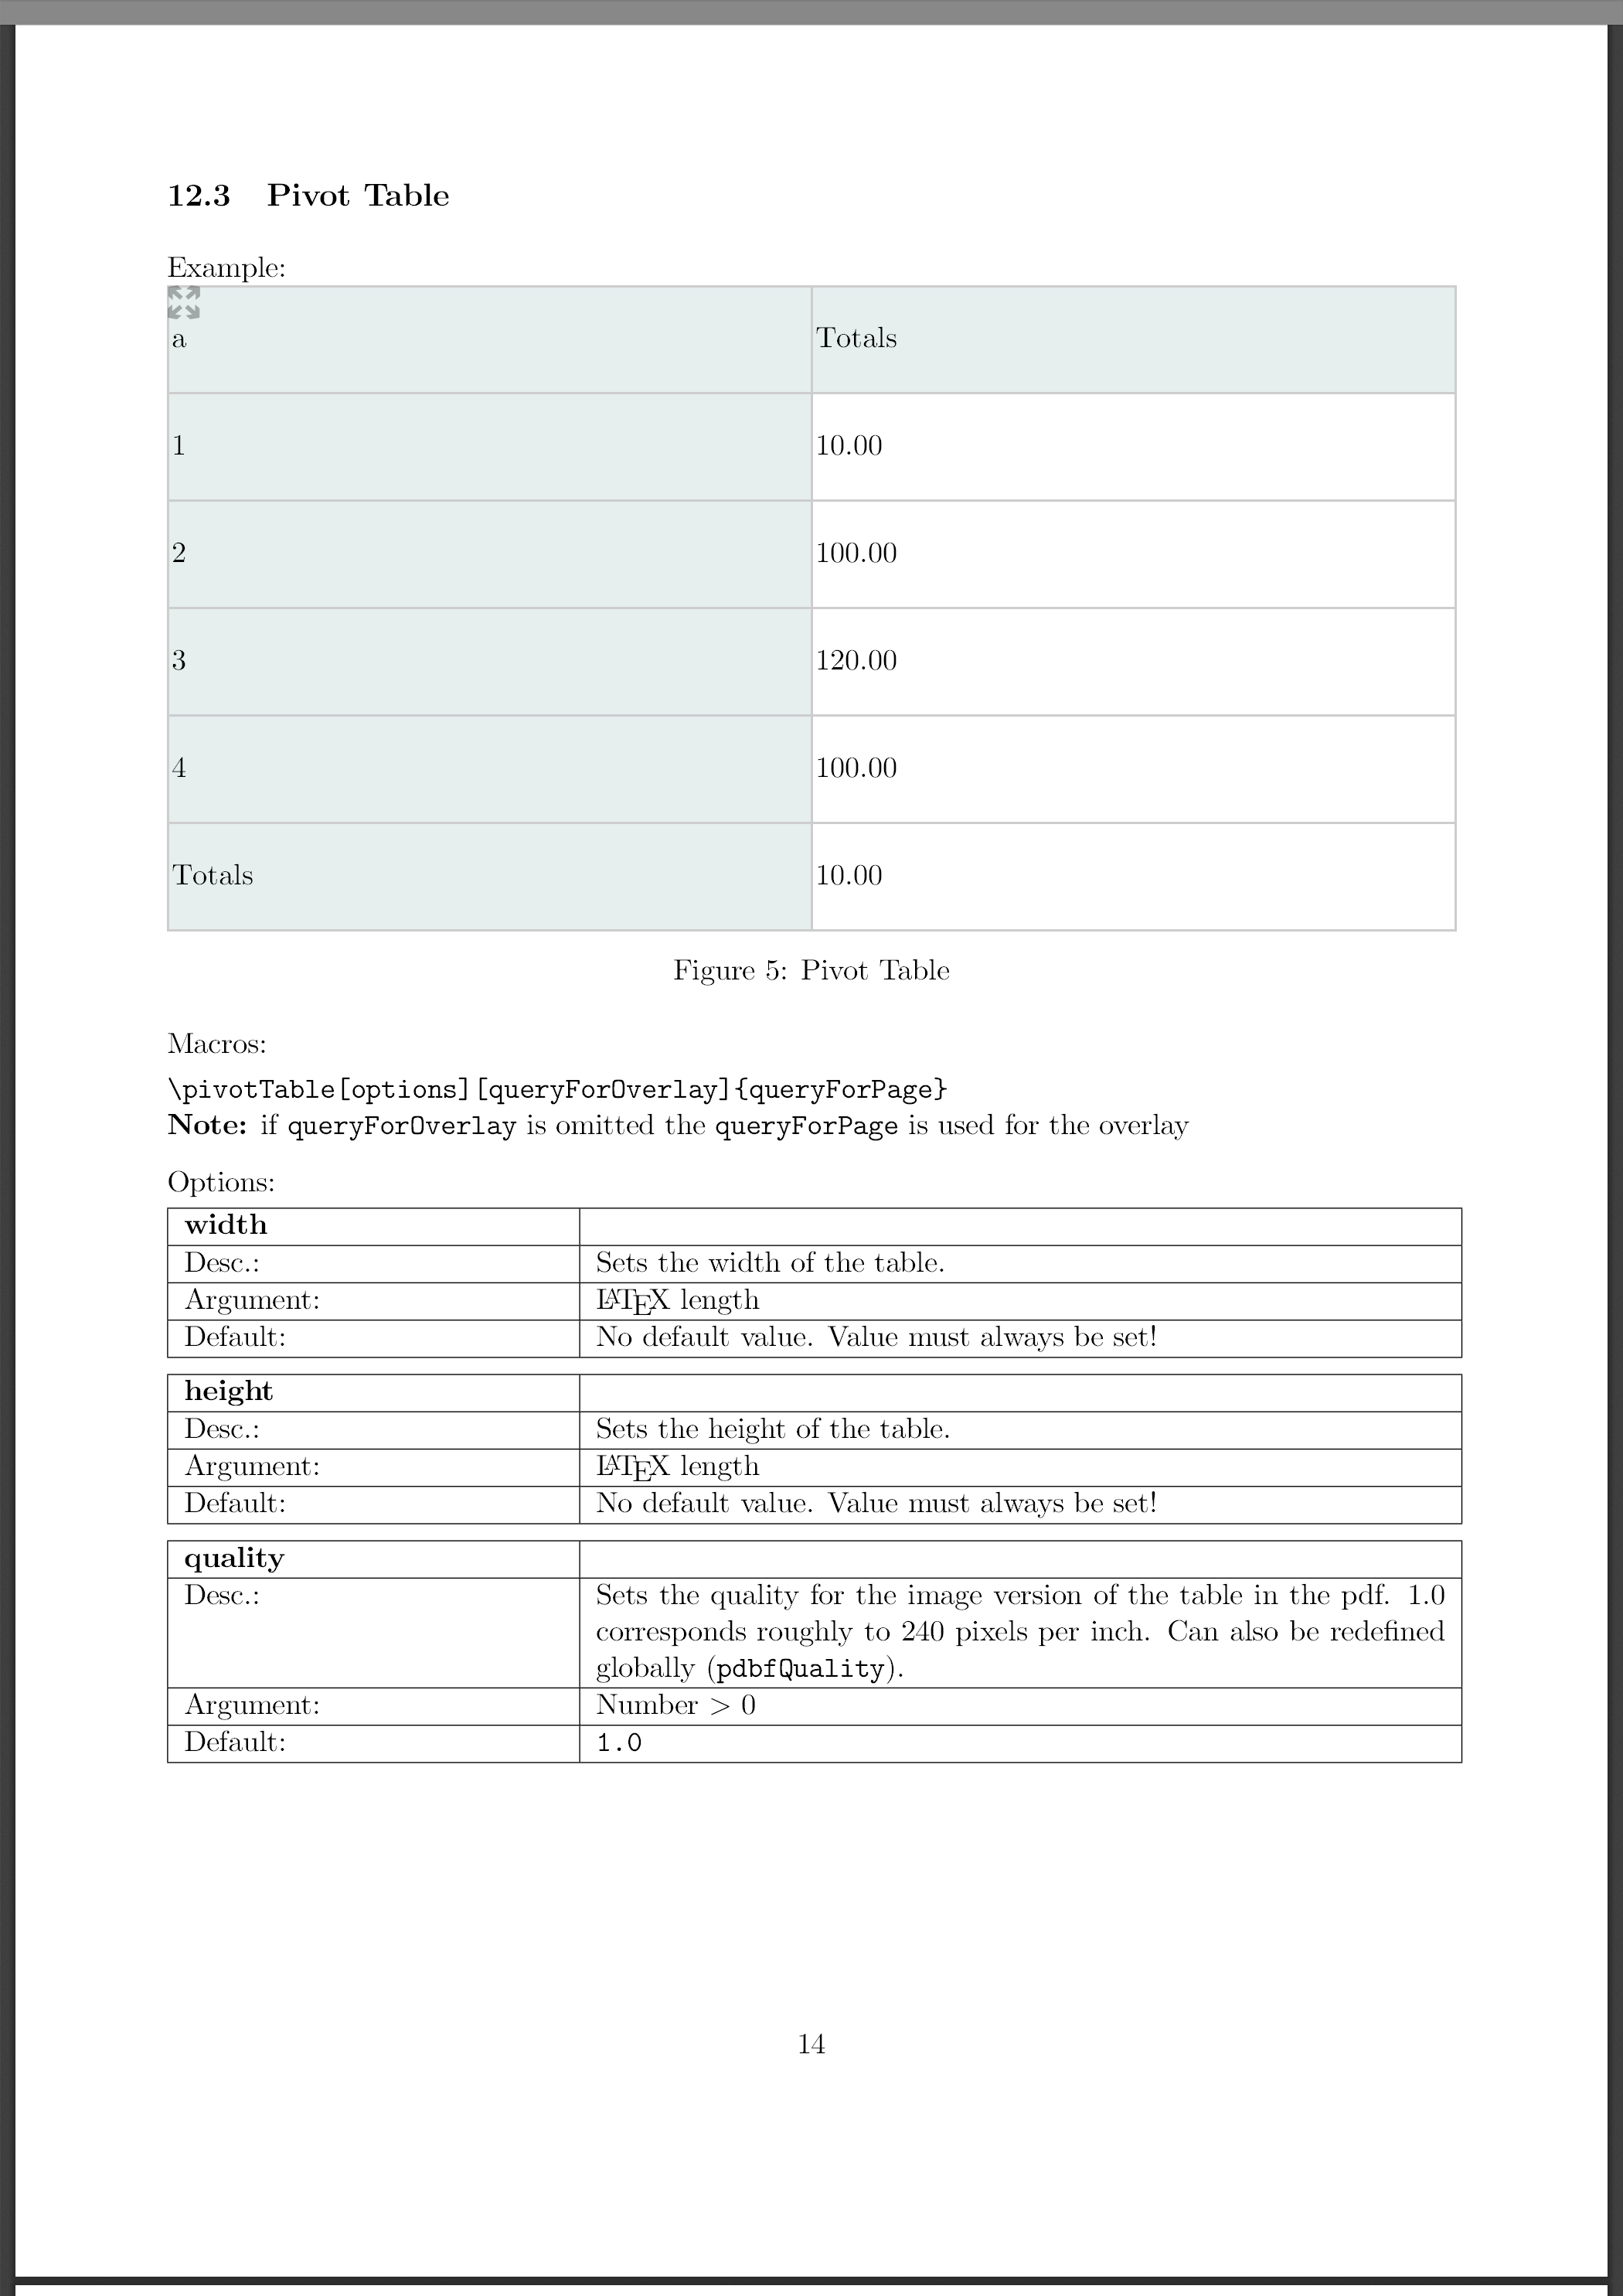 12.3 Pivot Table
Example:
a Totals
1 10.00
2 100.00
3 120.00
4 100.00
Totals 10.00
Figure 5: Pivot Table
Macros:
\pivotTable[options][queryForOverlay]{queryForPage}
Note: if queryForOverlay is omitted the queryForPage is used for the overlay
Options:
width
Desc.: Sets the width of the table.
Argument: LATEX length
Default: No default value. Value must always be set!
height
Desc.: Sets the height of the table.
Argument: LATEX length
Default: No default value. Value must always be set!
quality
Desc.: Sets the quality for the image version of the table in the pdf. 1.0
corresponds roughly to 240 pixels per inch. Can also be redefined
globally (pdbfQuality).
Argument: Number > 0
Default: 1.0
14